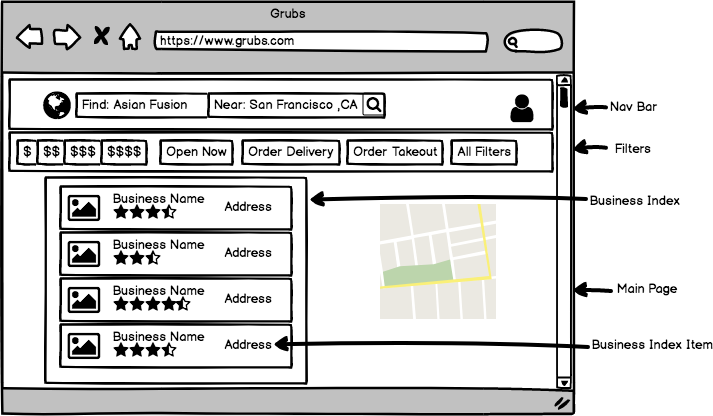 Grubs
https://www.grubs.com
Find: Asian Fusion
Near: San Francisco ,CA
Nav Bar
$
$$
$$$
$$$$
Open Now
Order Delivery
Order Takeout
All Filters
Filters
Business Name
Address
Business Index
Business Name
Address
Business Name
Address
Main Page
Business Name
Address
Business Index Item